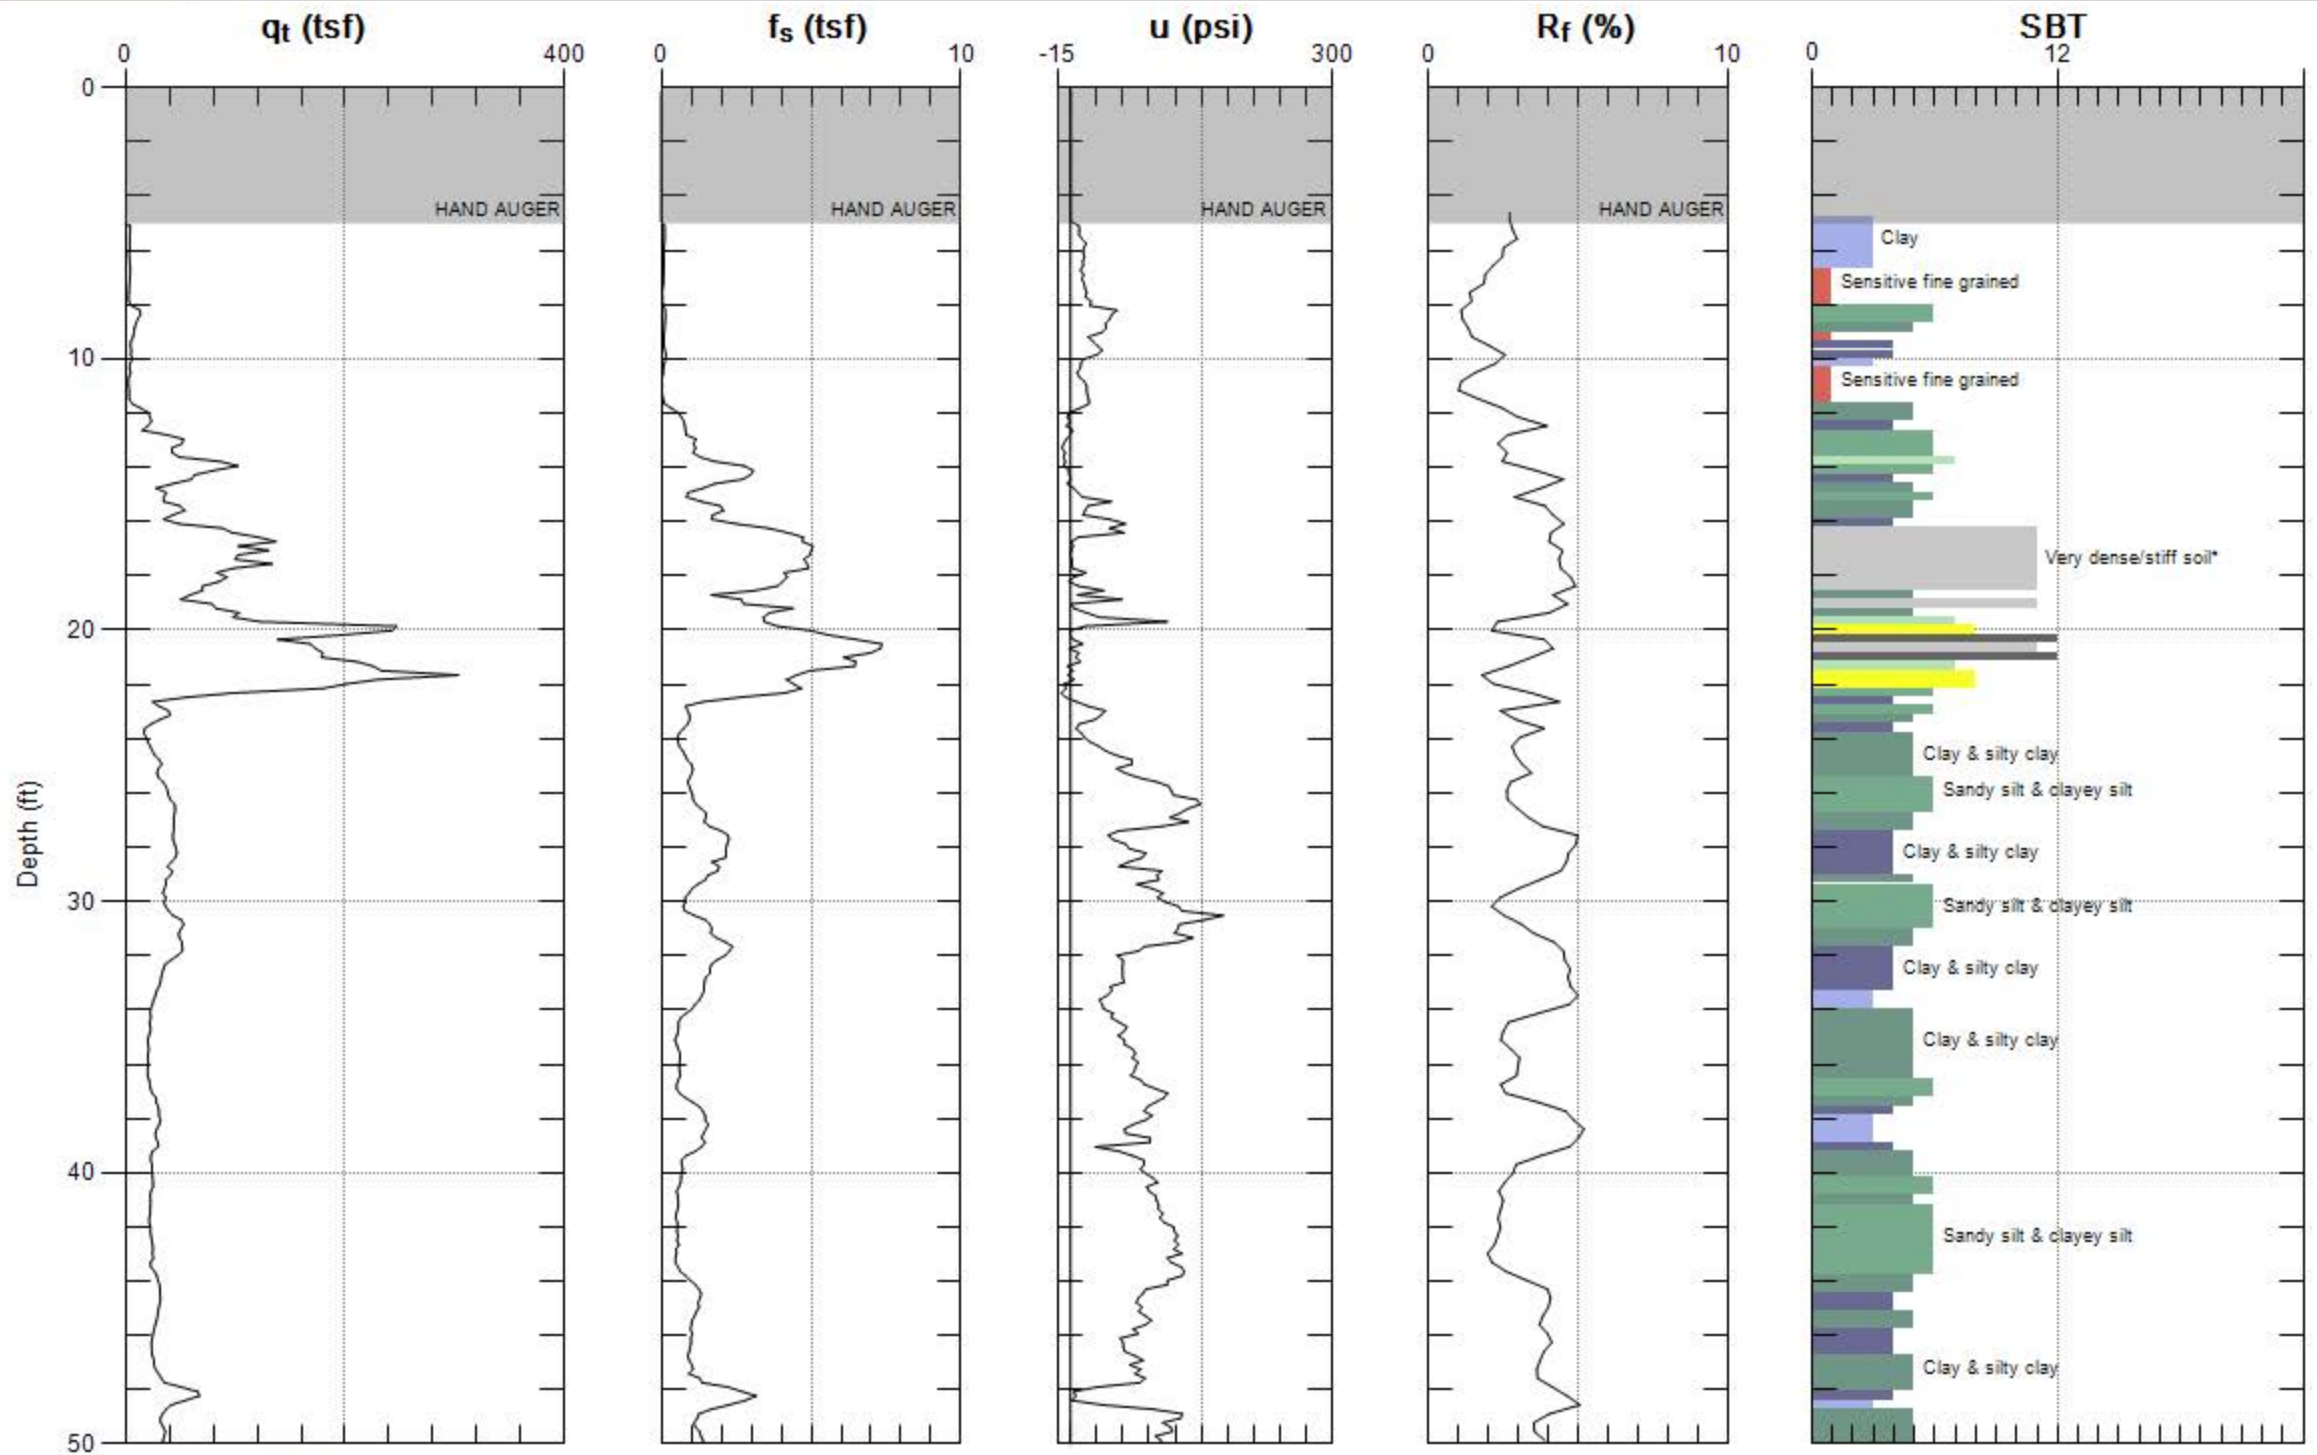 qt (tsf)
fs (tsf)
u (psi)
Rf (%)
SBT
0
400
0
10
-15
300
0
10
0
12
0
HAND AUGER
HAND AUGER
HAND AUGER
HAND AUGER
Clay
Sensitive fine grained
10
Sensitive fine grained
Very dense/stiff soil*
20
Clay & silty clay
Sandy silt & clayey silt
Depth (ft)
Clay & silty clay
30
Sandy silt & clayey silt
Clay & silty clay
Clay & silty clay
40
Sandy silt & clayey silt
Clay & silty clay
50